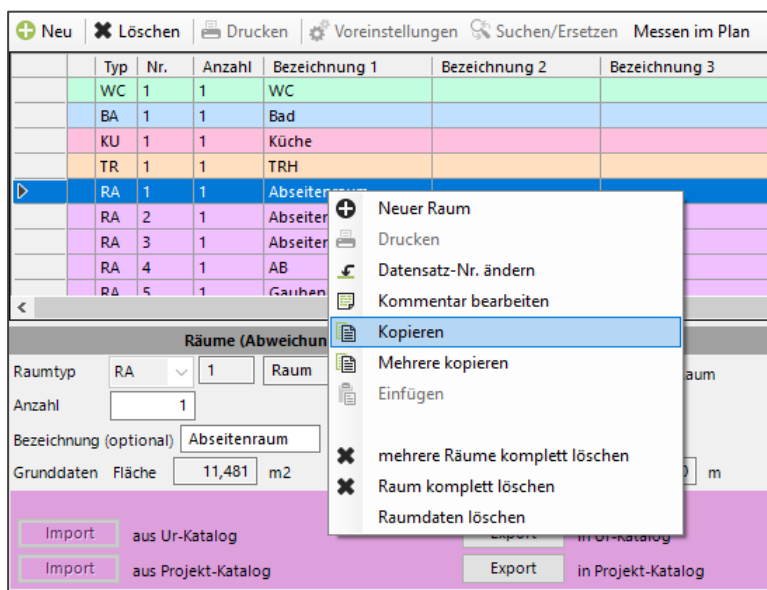 Neu Löschen Drucken Voreinstellungen Suchen/Ersetzen Messen im Plan
Typ Nr. Anzahl Bezeichnung 1 Bezeichnung 2 Bezeichnung 3
WC 1 1 WC
BA 1 1 Bad
KU 1 1 Küche
TR 1 1 TRH
RA 1 1 Abseitenraum
RA 2 1 Abseiter
RA 3 1 Abseiter
RA 4 1 AB
RA 5 1 Gauben
Neuer Raum
Drucken
Datensatz-Nr. ändern
Kommentar bearbeiten
Kopieren
Mehrere kopieren
Einfügen
mehrere Räume komplett löschen
Raum komplett löschen
Raumdaten löschen
Räume (Abweichun
Raumtyp RA 1 Raum aum
Anzahl 1
Bezeichnung (optional) Abseitenraum
Grunddaten Fläche 11,481 m2 m
Import aus Ur-Katalog Export in Ur-Katalog
Import aus Projekt-Katalog Export in Projekt-Katalog